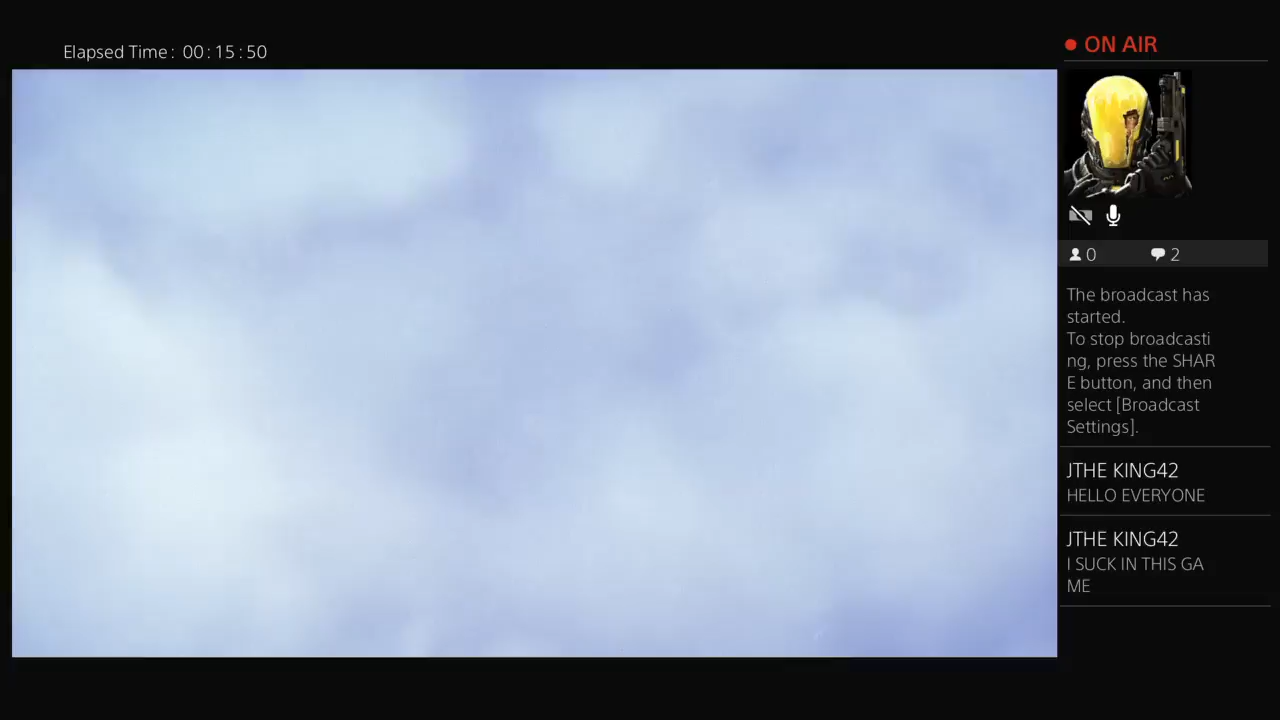 Elapsed Time: 00:15:50
ON AIR
0 2
The broadcast has
started.
To stop broadcasti
ng, press the SHAR
E button, and then
select [Broadcast
Settings].
JTHE KING42
HELLO EVERYONE
JTHE KING42
I SUCK IN THIS GA
ME